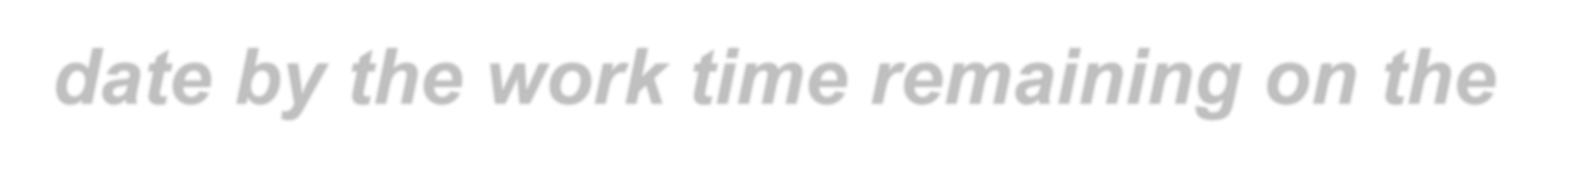 date by the work time remaining on the